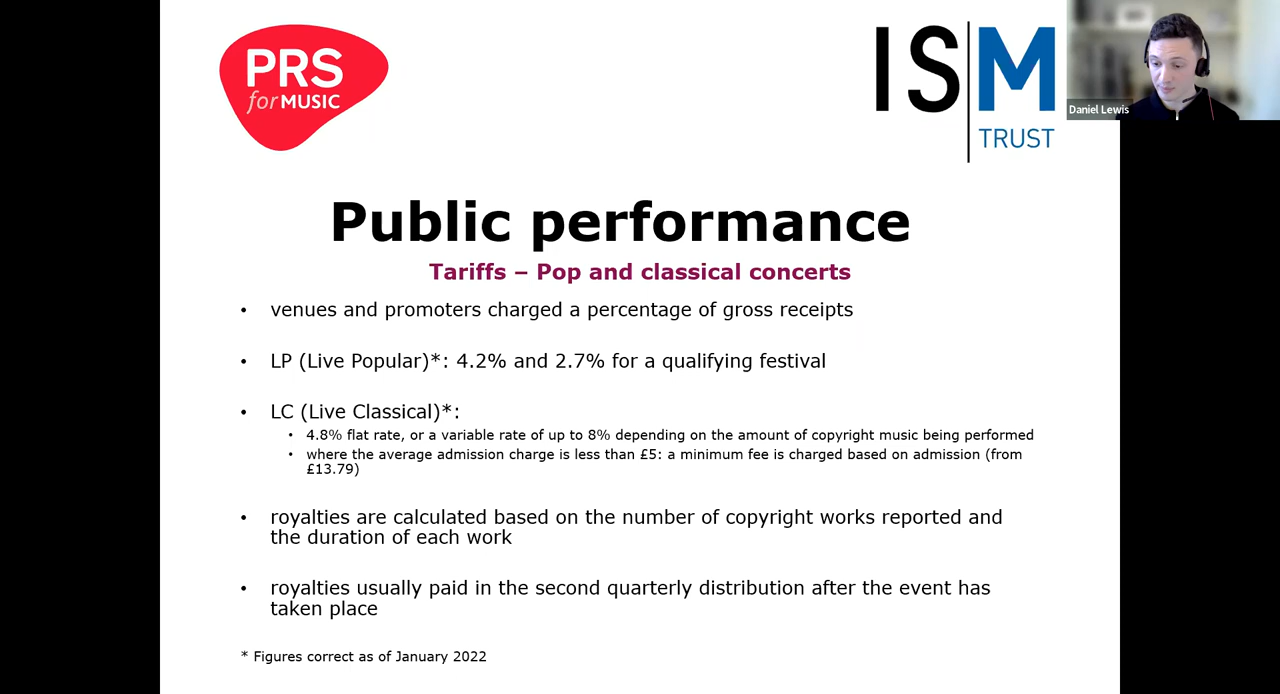 PRS
for MUSIC
ISM
TRUST
Daniel Lewis
Public performance
Tariffs – Pop and classical concerts
• venues and promoters charged a percentage of gross receipts
• LP (Live Popular)*: 4.2% and 2.7% for a qualifying festival
• LC (Live Classical)*:
• 4.8% flat rate, or a variable rate of up to 8% depending on the amount of copyright music being performed
• where the average admission charge is less than £5: a minimum fee is charged based on admission (from
£13.79)
• royalties are calculated based on the number of copyright works reported and
the duration of each work
• royalties usually paid in the second quarterly distribution after the event has
taken place
* Figures correct as of January 2022